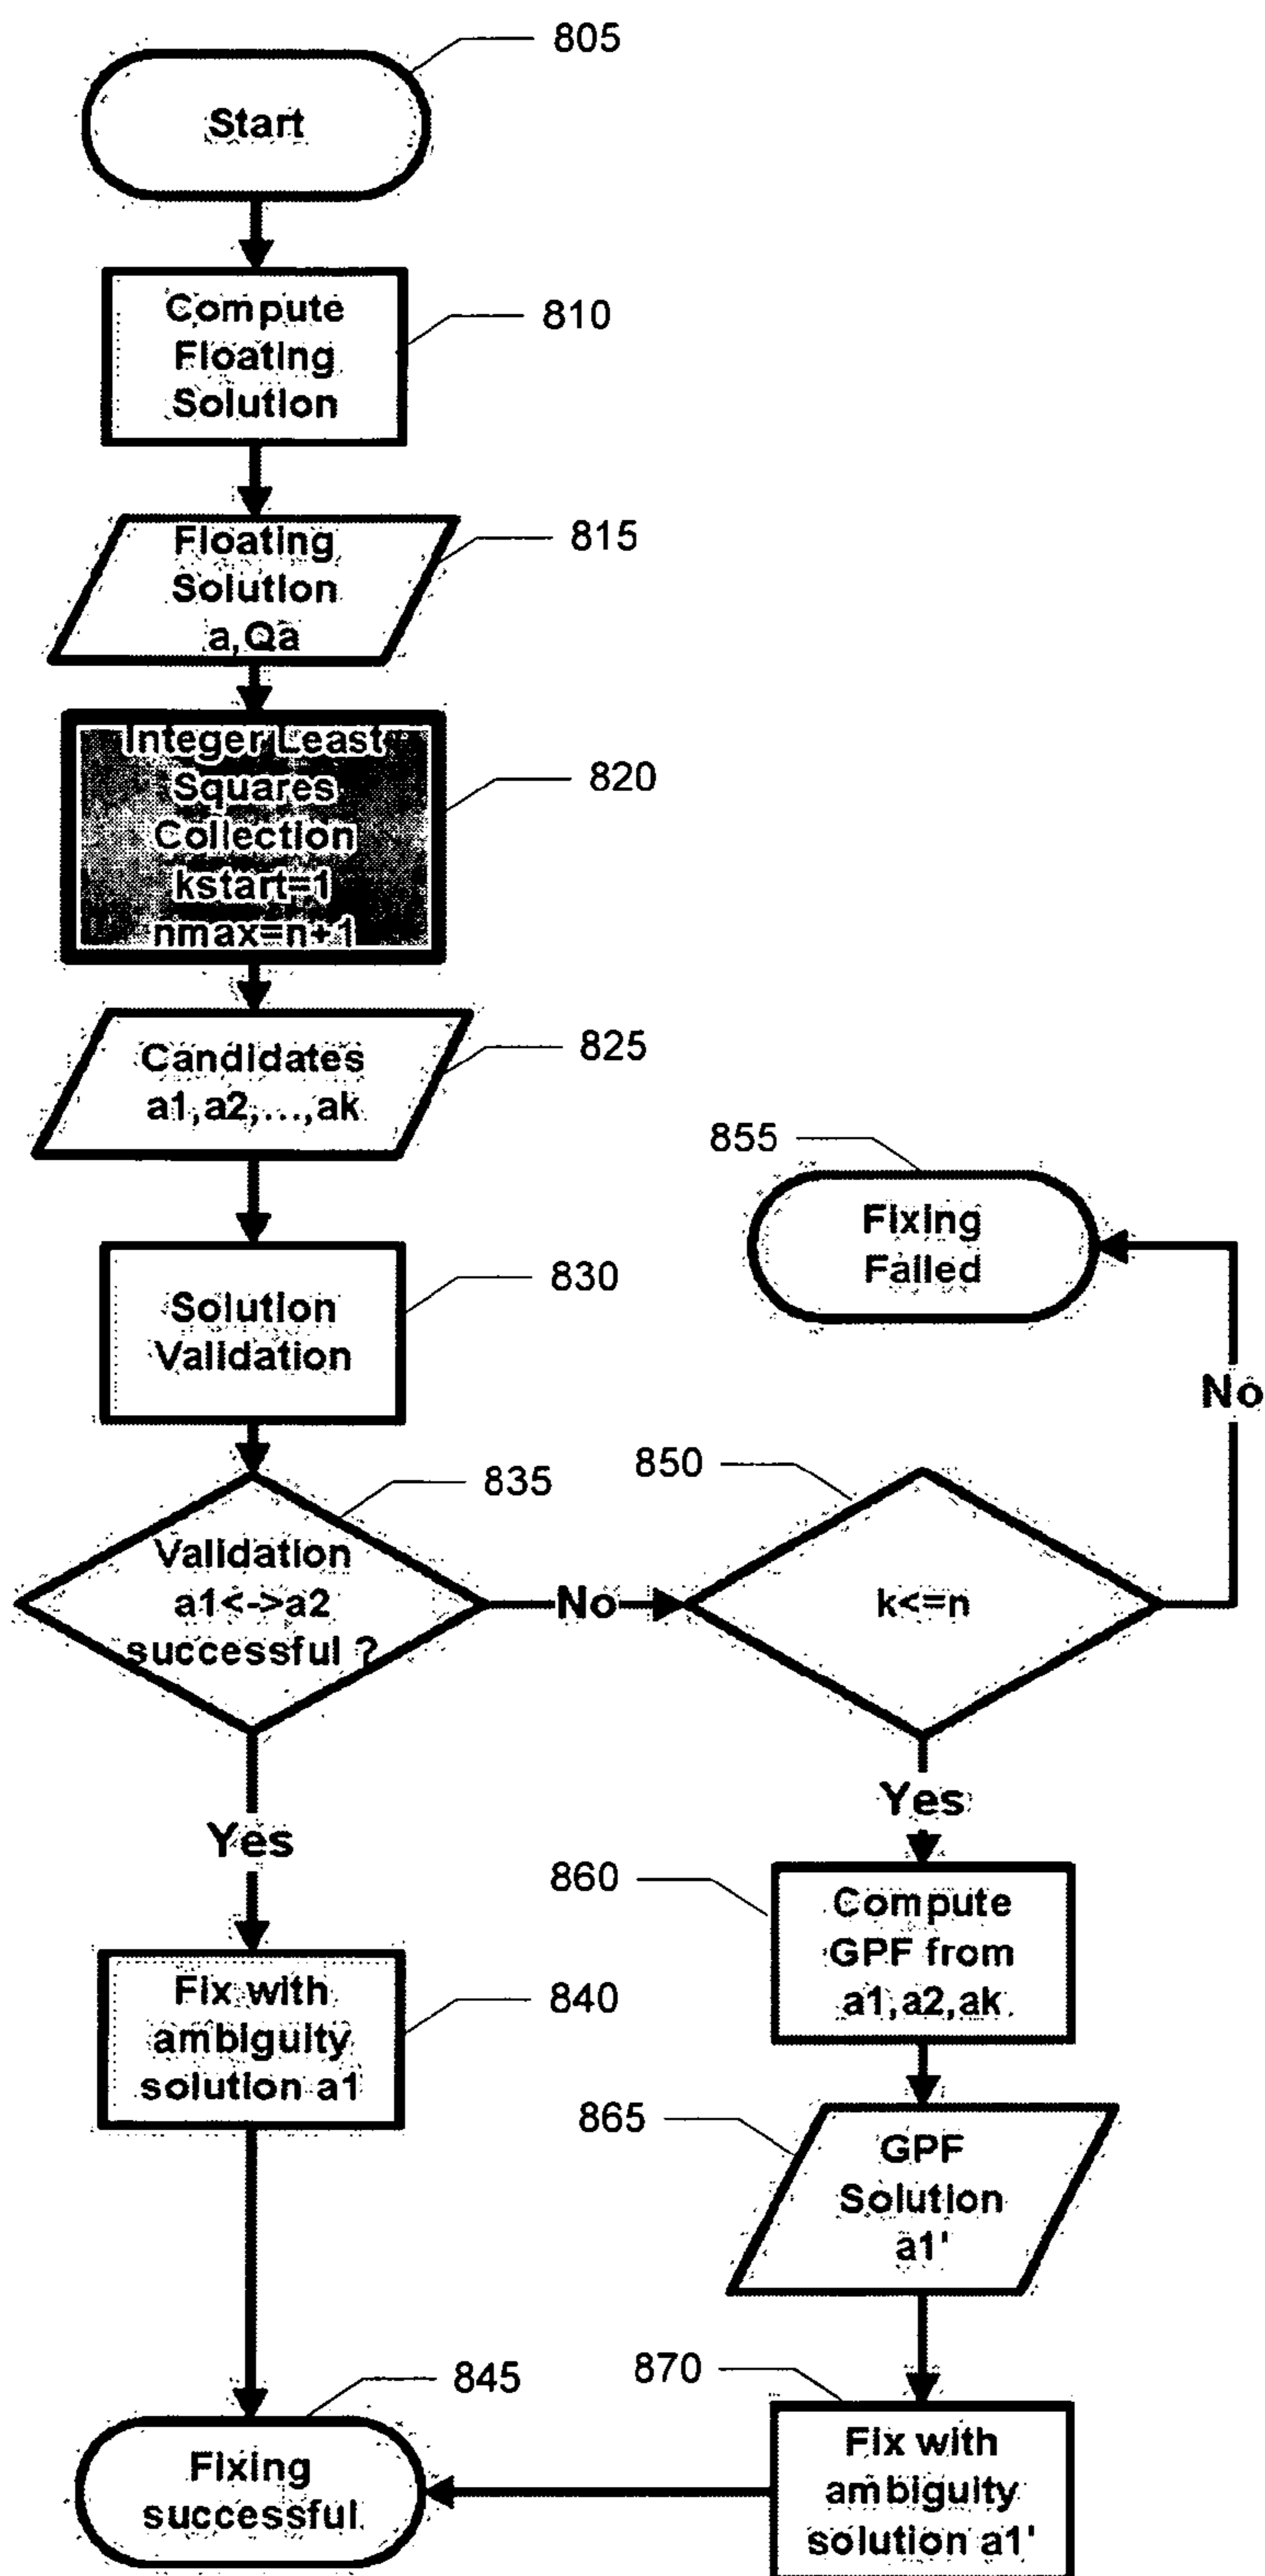 805
Start
Compute
Floating
Solution
810
Floating
Solution
a,Qa
815
Integer Least
Squares
Collection
kstart=1
nmax=n+1
820
Candidates
a1,a2,...,ak
825
Solution
Validation
830
Validation
a1<->a2
successful ?
835
No
Yes
Fix with
ambiguity
solution a1
840
Fixing
successful
845
k<=n
850
No
Fixing
Failed
855
Yes
Compute
GPF from
a1,a2,ak
860
GPF
Solution
a1'
865
Fix with
ambiguity
solution a1'
870